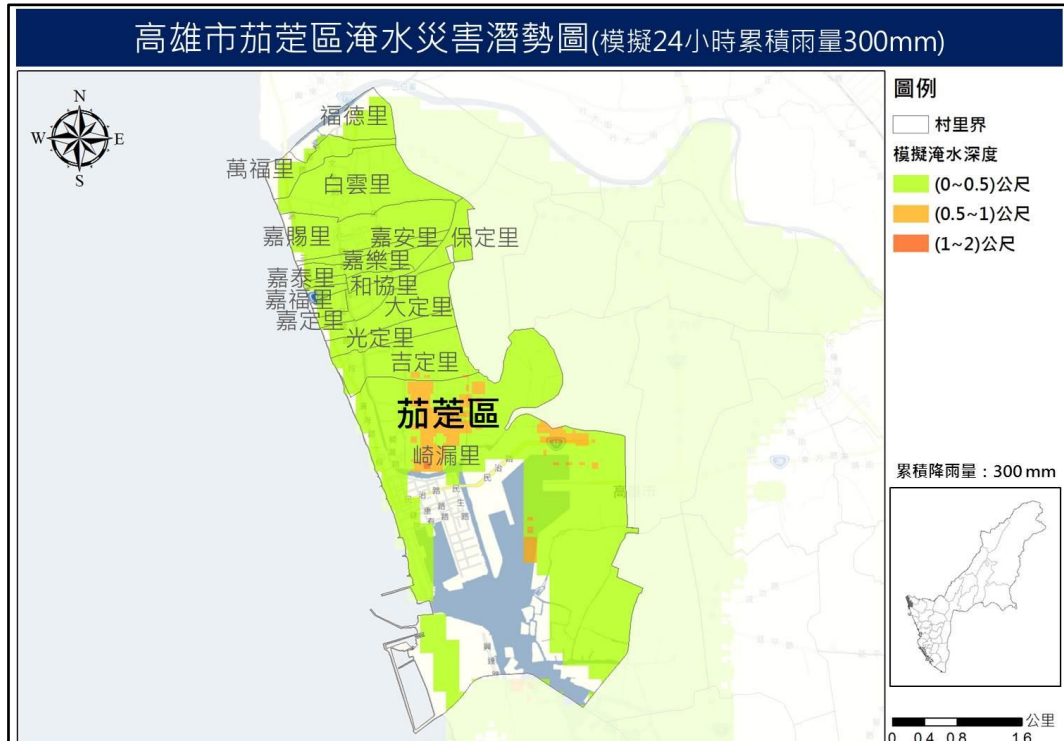 高雄市茄萣區淹水災害潛勢圖(模擬24小時累積雨量300mm)
N
W E
S
福德里
萬福里
白雲里
嘉賜里 嘉安里 保定里
嘉樂里
嘉泰里 和協里
嘉福里 大定里
嘉定里
光定里
吉定里
茄萣區
崎漏里
高雄市
圖例
村里界
模擬淹水深度
(0~0.5)公尺
(0.5~1)公尺
(1~2)公尺
累積降雨量：300 mm
公里
0 0.4 0.8 1.6